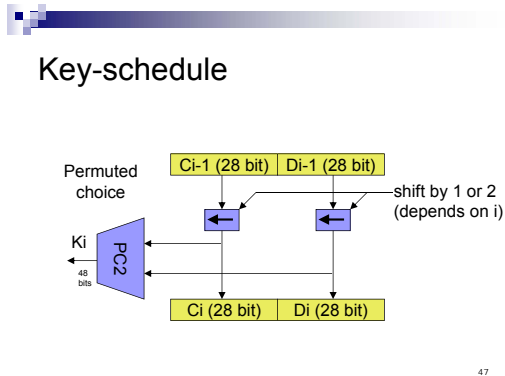 Key-schedule
Permuted
choice
Ci-1 (28 bit) Di-1 (28 bit)
shift by 1 or 2
(depends on i)
Ki
48
bits
PC2
Ci (28 bit) Di (28 bit)
47